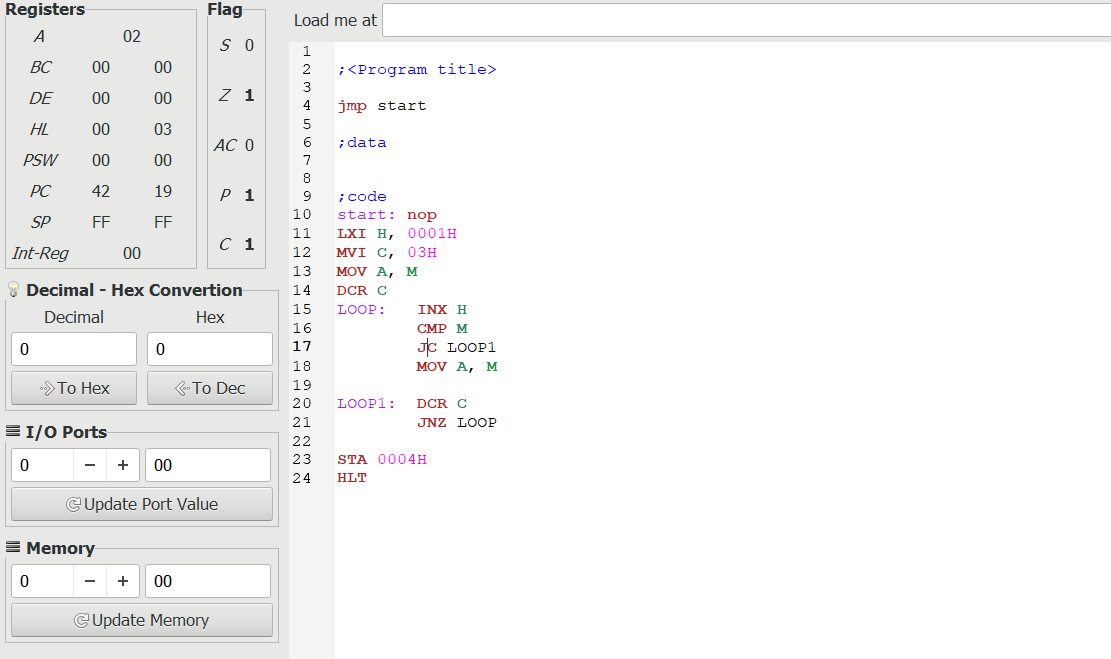 Registers
A 02
BC 00 00
DE 00 00
HL 00 03
PSW 00 00
PC 42 19
SP FF FF
Int-Reg 00
Flag
S 0
Z 1
AC 0
P 1
C 1
Decimal - Hex Convertion
Decimal Hex
0 0
To Hex To Dec
I/O Ports
0 − + 00
Update Port Value
Memory
0 − + 00
Update Memory
Load me at
1
2 ;<Program title>
3
4 jmp start
5
6 ;data
7
8
9 ;code
10 start: nop
11 LXI H, 0001H
12 MVI C, 03H
13 MOV A, M
14 DCR C
15 LOOP: INX H
16 CMP M
17 JC LOOP1
18 MOV A, M
19
20 LOOP1: DCR C
21 JNZ LOOP
22
23 STA 0004H
24 HLT